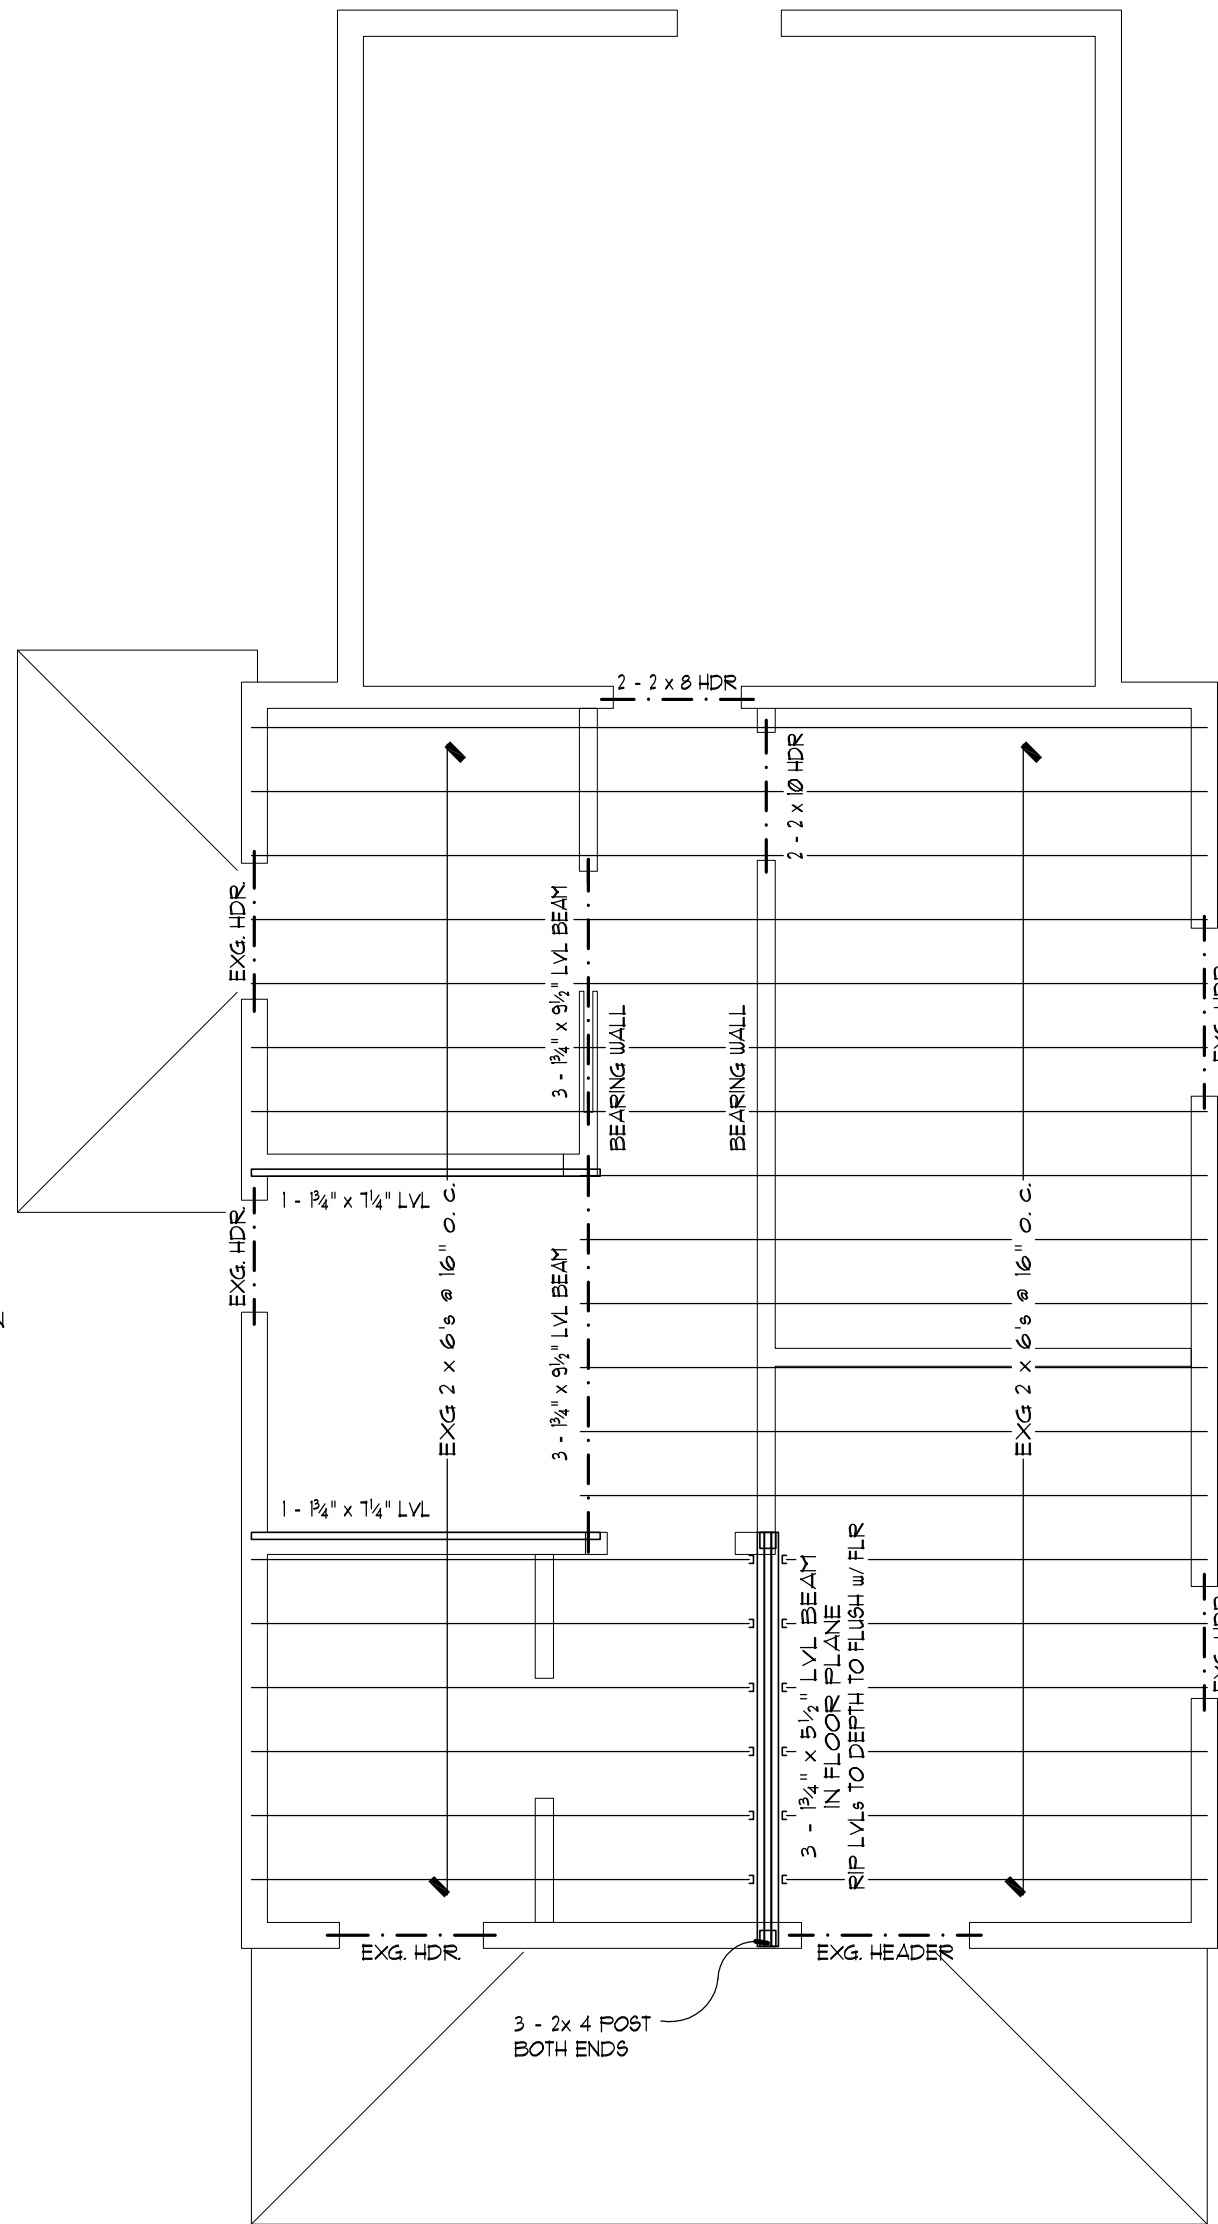 2 - 2 x 8 HDR
2 - 2 x 10 HDR
EXG. HDR.
3 - 1¾" x 9½" LVL BEAM
BEARING WALL
BEARING WALL
1 - 1¾" x 7¼" LVL
EXG. HDR.
EXG 2 x 6's @ 16" O. C.
3 - 1¾" x 9½" LVL BEAM
EXG 2 x 6's @ 16" O. C.
1 - 1¾" x 7¼" LVL
3 - 1¾" x 5½" LVL BEAM
IN FLOOR PLANE
RIP LVLs TO DEPTH TO FLUSH w/ FLR
EXG. HDR.
EXG. HEADER
3 - 2x 4 POST
BOTH ENDS